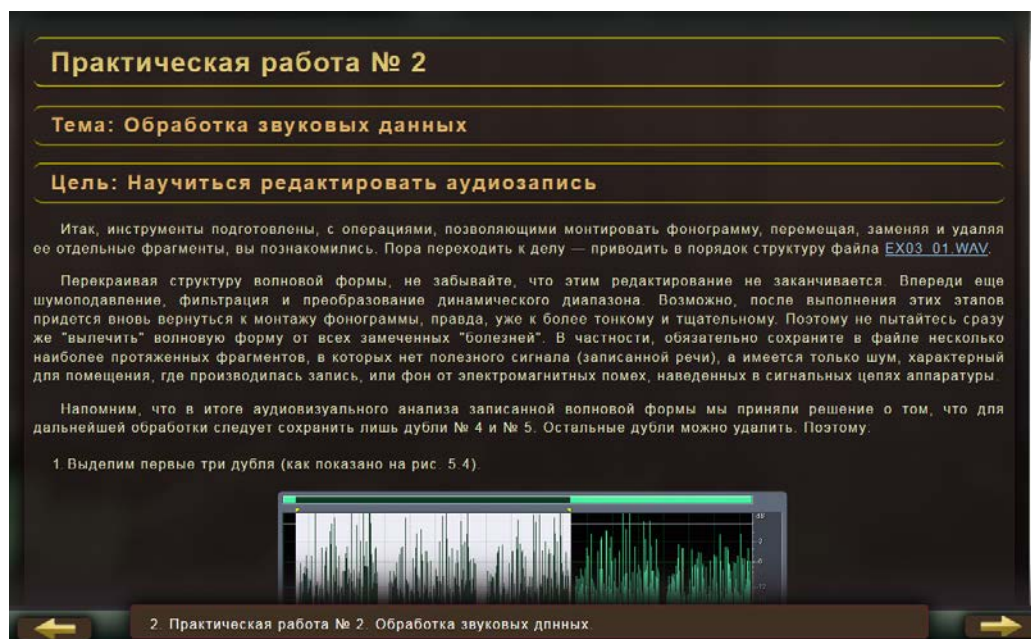 Практическая работа № 2
Тема: Обработка звуковых данных
Цель: Научиться редактировать аудиозапись
Итак, инструменты подготовлены, с операциями, позволяющими монтировать фонограмму, перемещая, заменяя и удаляя
ее отдельные фрагменты, вы познакомились. Пора переходить к делу — приводить в порядок структуру файла EX03_01.WAV.
Перекраивая структуру волновой формы, не забывайте, что этим редактирование не заканчивается. Впереди еще
шумоподавление, фильтрация и преобразование динамического диапазона. Возможно, после выполнения этих этапов
придется вновь вернуться к монтажу фонограммы, правда, уже к более тонкому и тщательному. Поэтому не пытайтесь сразу
же "вылечить" волновую форму от всех замеченных "болезней". В частности, обязательно сохраните в файле несколько
наиболее протяженных фрагментов, в которых нет полезного сигнала (записанной речи), а имеется только шум, характерный
для помещения, где производилась запись, или фон от электромагнитных помех, наведенных в сигнальных цепях аппаратуры.
Напомним, что в итоге аудиовизуального анализа записанной волновой формы мы приняли решение о том, что для
дальнейшей обработки следует сохранить лишь дубли № 4 и № 5. Остальные дубли можно удалить. Поэтому:
1. Выделим первые три дубля (как показано на рис. 5.4).
2. Практическая работа № 2. Обработка звуковых длнных.